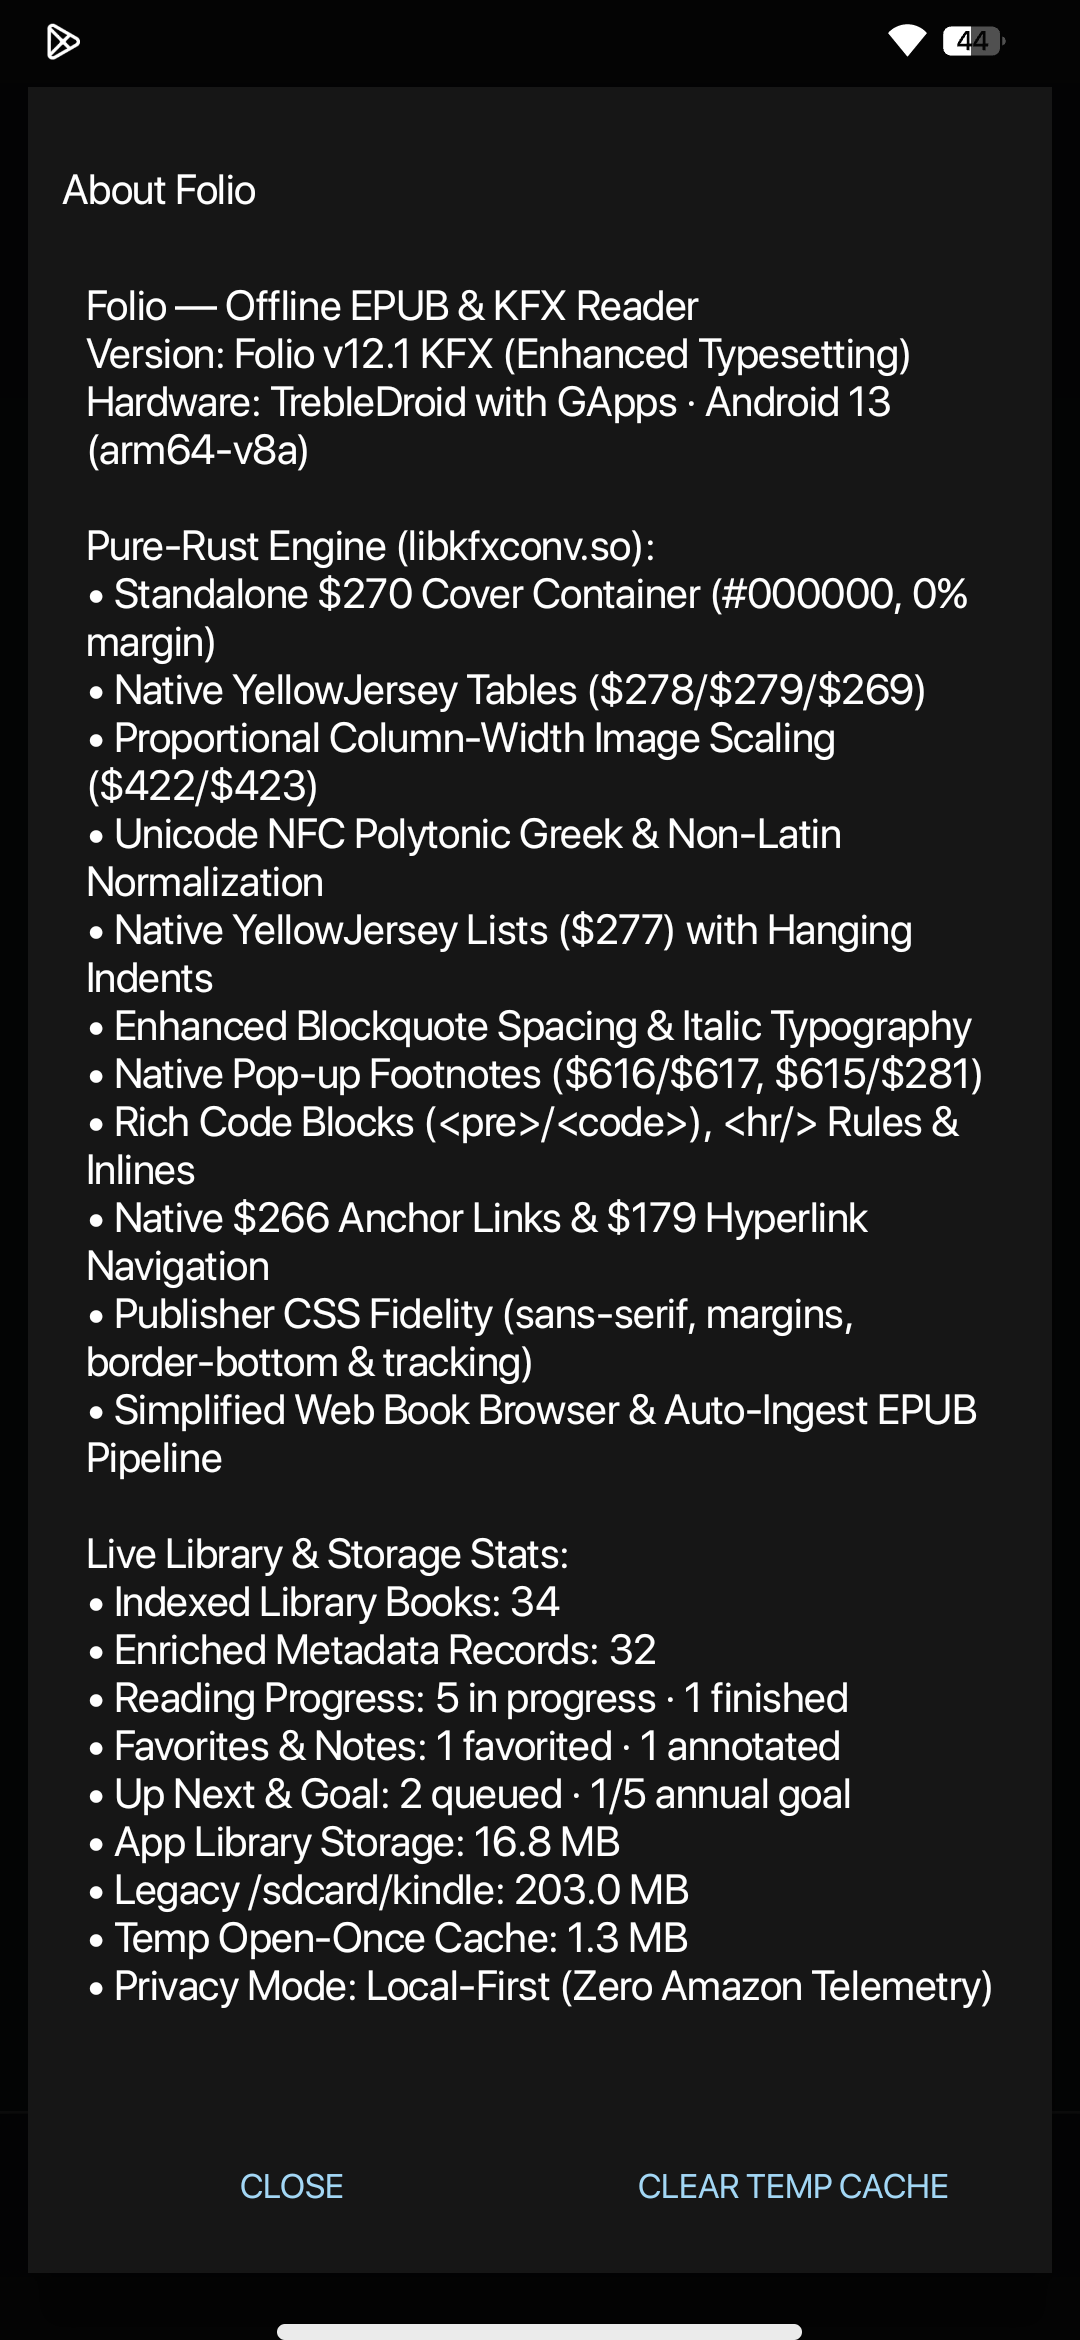 44
About Folio
Folio — Offline EPUB & KFX Reader
Version: Folio v12.1 KFX (Enhanced Typesetting)
Hardware: TrebleDroid with GApps · Android 13
(arm64-v8a)
Pure-Rust Engine (libkfxconv.so):
• Standalone $270 Cover Container (#000000, 0%
margin)
• Native YellowJersey Tables ($278/$279/$269)
• Proportional Column-Width Image Scaling
($422/$423)
• Unicode NFC Polytonic Greek & Non-Latin
Normalization
• Native YellowJersey Lists ($277) with Hanging
Indents
• Enhanced Blockquote Spacing & Italic Typography
• Native Pop-up Footnotes ($616/$617, $615/$281)
• Rich Code Blocks (<pre>/<code>), <hr/> Rules &
Inlines
• Native $266 Anchor Links & $179 Hyperlink
Navigation
• Publisher CSS Fidelity (sans-serif, margins,
border-bottom & tracking)
• Simplified Web Book Browser & Auto-Ingest EPUB
Pipeline
Live Library & Storage Stats:
• Indexed Library Books: 34
• Enriched Metadata Records: 32
• Reading Progress: 5 in progress · 1 finished
• Favorites & Notes: 1 favorited · 1 annotated
• Up Next & Goal: 2 queued · 1/5 annual goal
• App Library Storage: 16.8 MB
• Legacy /sdcard/kindle: 203.0 MB
• Temp Open-Once Cache: 1.3 MB
• Privacy Mode: Local-First (Zero Amazon Telemetry)
CLOSE
CLEAR TEMP CACHE